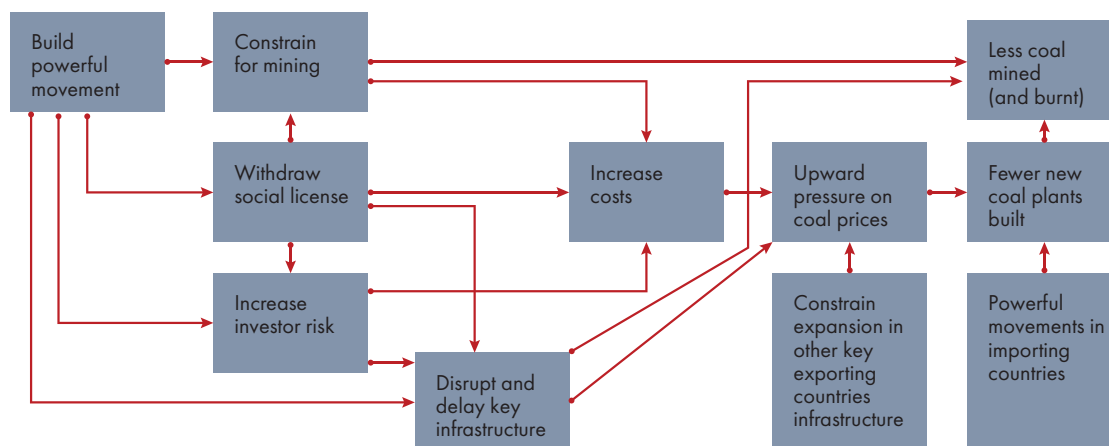 Build
powerful
movement
Constrain
for mining
Less coal
mined
(and burnt)
Withdraw
social license
Increase
costs
Upward
pressure on
coal prices
Fewer new
coal plants
built
Increase
investor risk
Disrupt and
delay key
infrastructure
Constrain
expansion in
other key
exporting
countries
infrastructure
Powerful
movements in
importing
countries